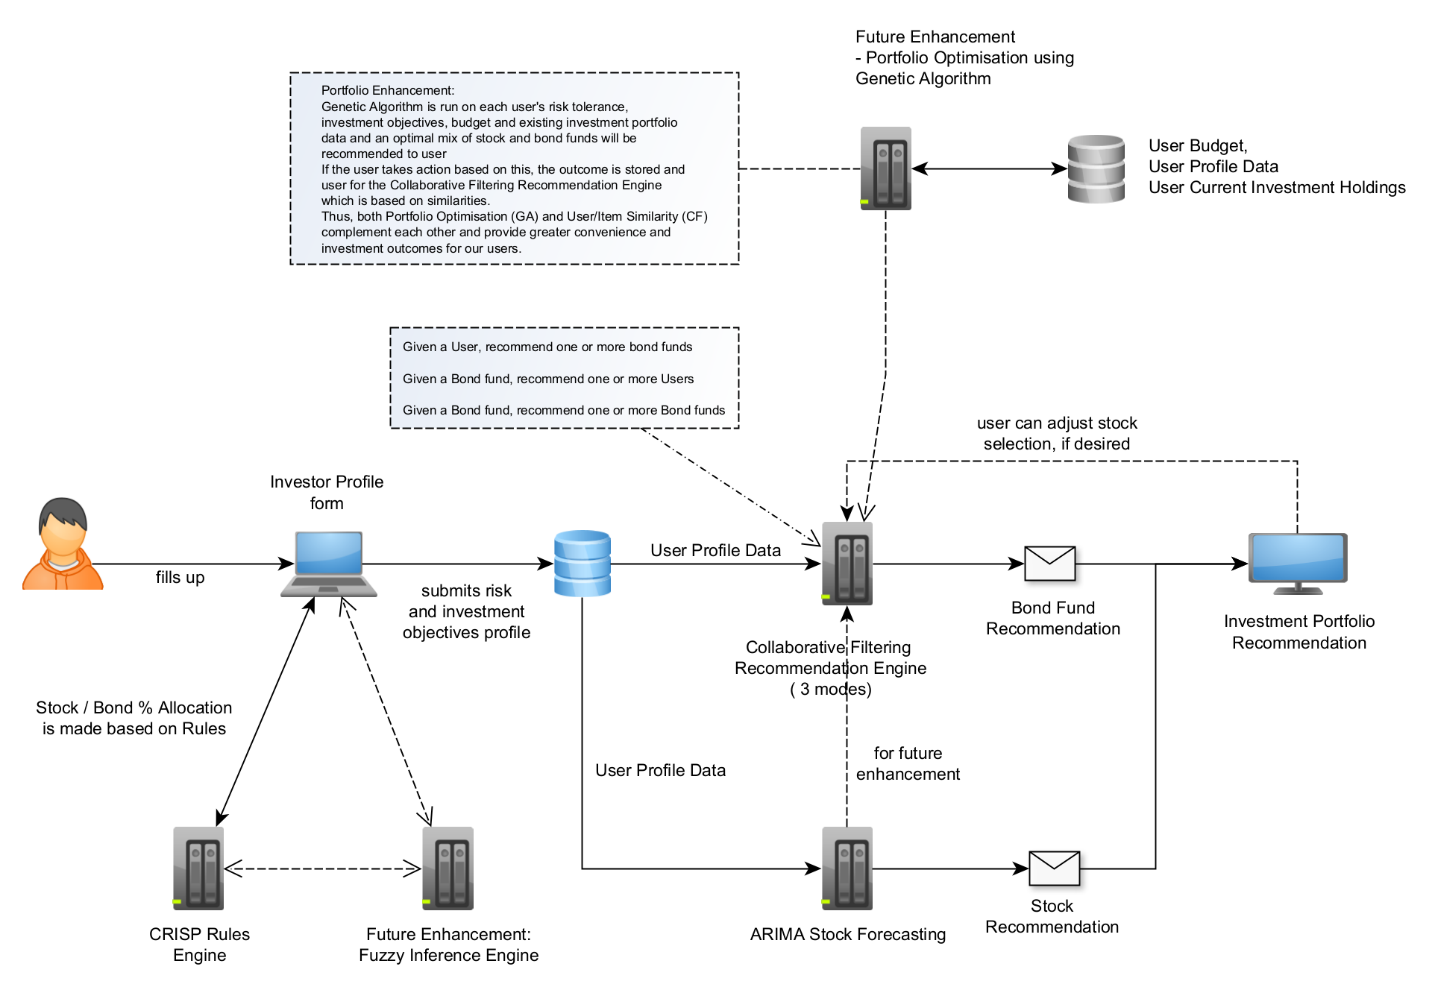 Future Enhancement
- Portfolio Optimisation using
Genetic Algorithm
Portfolio Enhancement:
Genetic Algorithm is run on each user's risk tolerance,
investment objectives, budget and existing investment portfolio
data and an optimal mix of stock and bond funds will be
recommended to user
If the user takes action based on this, the outcome is stored and
user for the Collaborative Filtering Recommendation Engine
which is based on similarities.
Thus, both Portfolio Optimisation (GA) and User/Item Similarity (CF)
complement each other and provide greater convenience and
investment outcomes for our users.
User Budget,
User Profile Data
User Current Investment Holdings
Given a User, recommend one or more bond funds
Given a Bond fund, recommend one or more Users
Given a Bond fund, recommend one or more Bond funds
user can adjust stock
selection, if desired
Investor Profile
form
fills up
submits risk
and investment
objectives profile
User Profile Data
Bond Fund
Recommendation
Investment Portfolio
Recommendation
Collaborative Filtering
Recommendation Engine
( 3 modes)
Stock / Bond % Allocation
is made based on Rules
User Profile Data
for future
enhancement
CRISP Rules
Engine
Future Enhancement:
Fuzzy Inference Engine
ARIMA Stock Forecasting
Stock
Recommendation